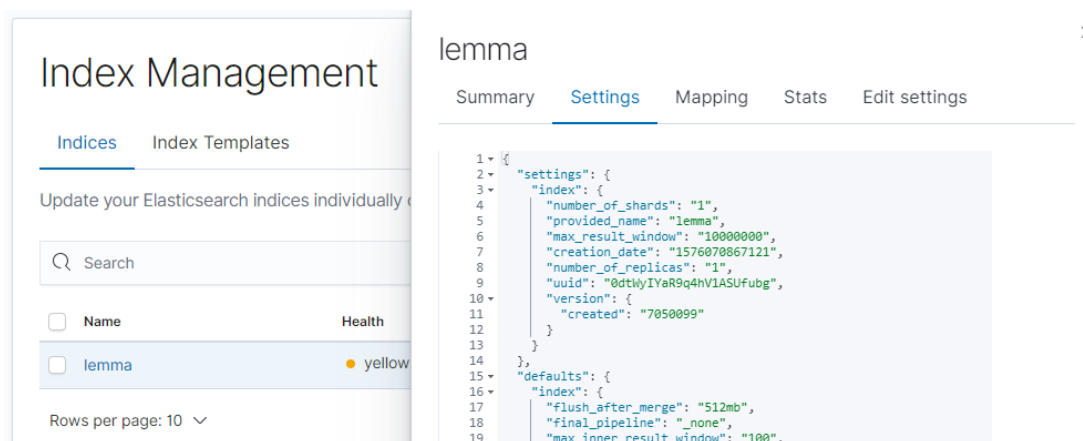 Index Management
Indices Index Templates
Update your Elasticsearch indices individually
Search
Name Health
lemma yellow
Rows per page: 10
lemma
Summary Settings Mapping Stats Edit settings
1 {
2 "settings": {
3 "index": {
4 "number_of_shards": "1",
5 "provided_name": "lemma",
6 "max_result_window": "10000000",
7 "creation_date": "1576070867121",
8 "number_of_replicas": "1",
9 "uuid": "0dtWyIYaR9q4hV1ASUfubg",
10 "version": {
11 "created": "7050099"
12 }
13 }
14 },
15 "defaults": {
16 "index": {
17 "flush_after_merge": "512mb",
18 "final_pipeline": "_none",
19 "max_inner_result_window": "100",